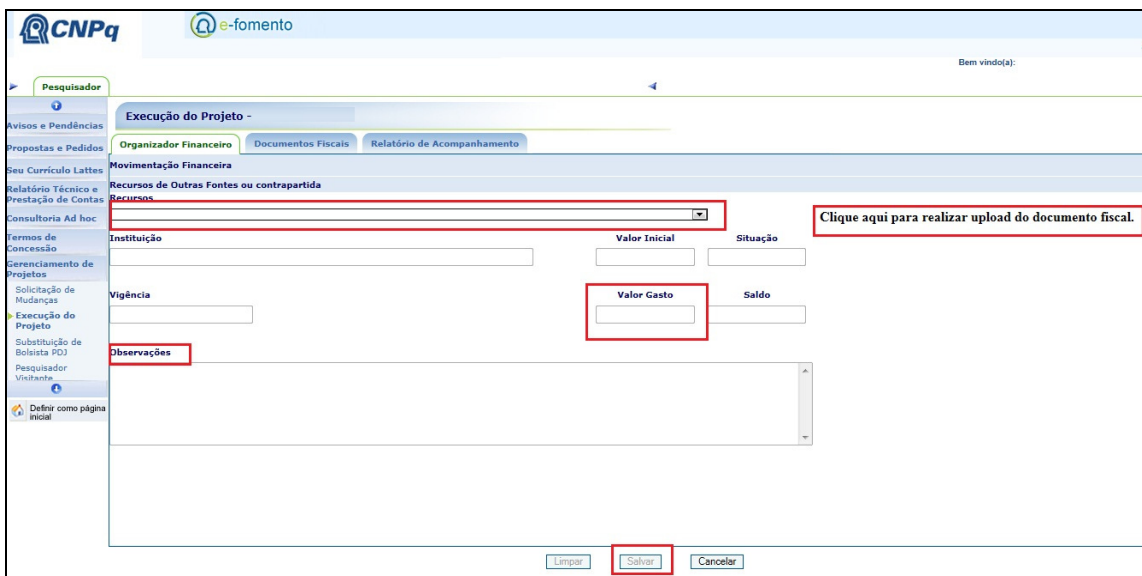 CNPq
e-fomento
Bem vindo(a):
Pesquisador
Avisos e Pendências
Propostas e Pedidos
Seu Currículo Lattes
Relatório Técnico e
Prestação de Contas
Consultoria Ad hoc
Termos de
Concessão
Gerenciamento de
Projetos
Solicitação de
Mudanças
Execução do
Projeto
Substituição de
Bolsista PDJ
Pesquisador
Visitante
Definir como página
inicial
Execução do Projeto -
Organizador Financeiro Documentos Fiscais Relatório de Acompanhamento
Movimentação Financeira
Recursos de Outras Fontes ou contrapartida
Recursos
Clique aqui para realizar upload do documento fiscal.
Instituição Valor Inicial Situação
Vigência Valor Gasto Saldo
Observações
Limpar Salvar Cancelar